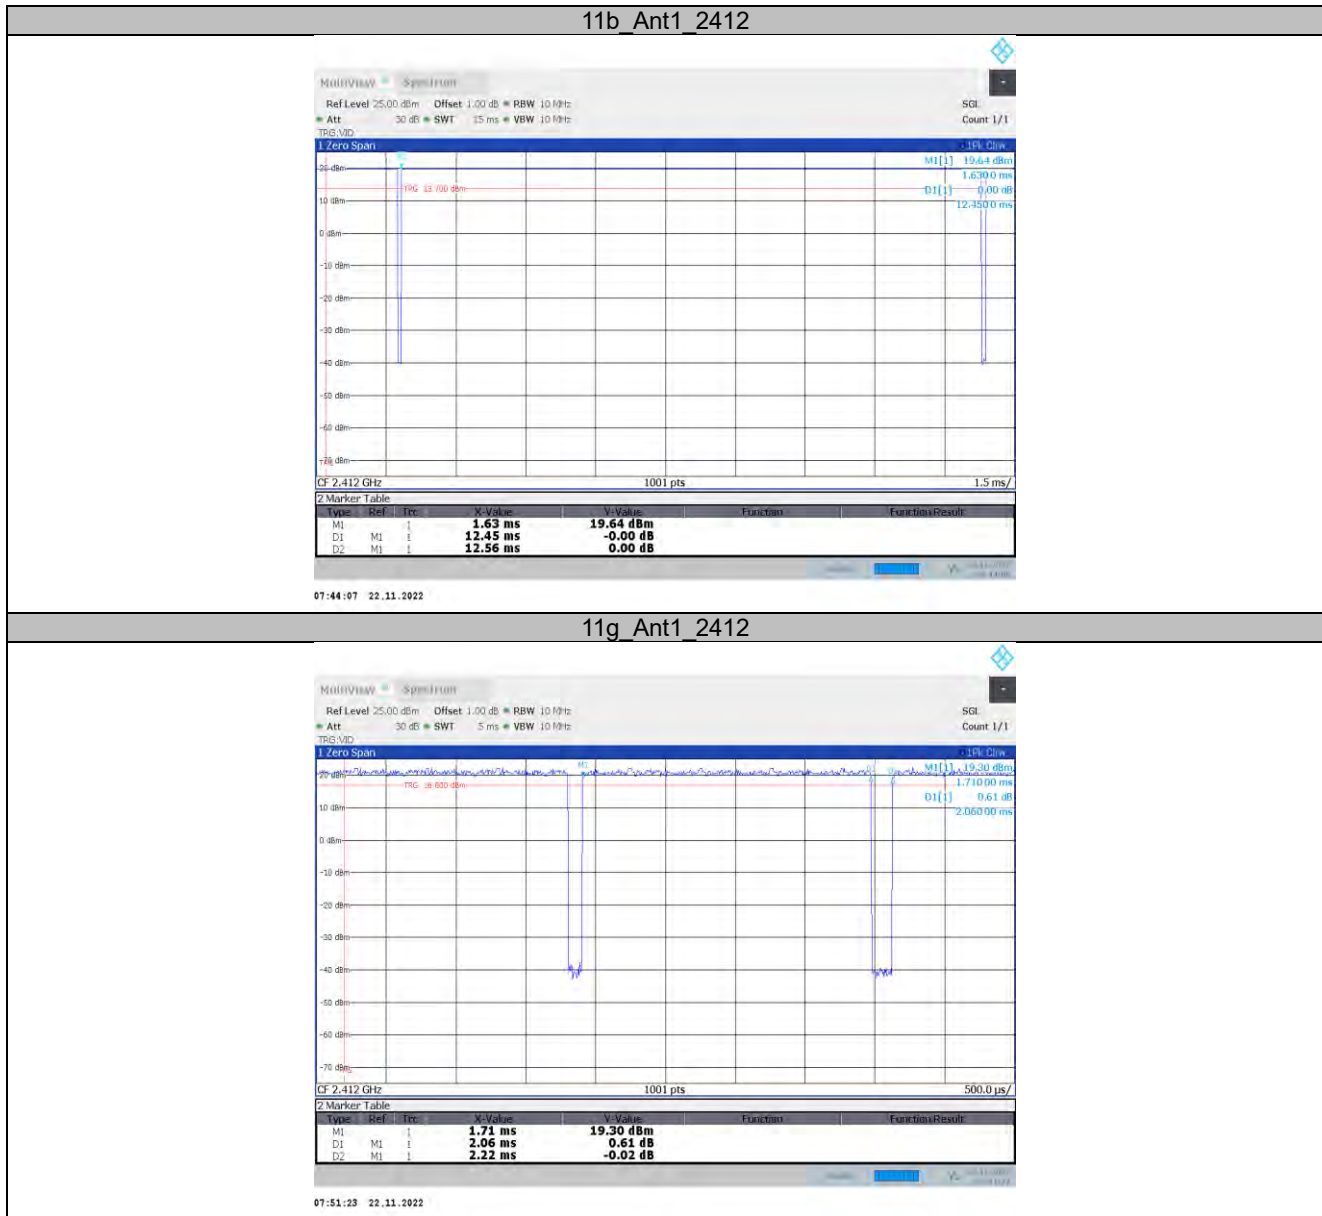 11b_Ant1_2412
MultiView Spectrum
Ref Level 25.00 dBm Offset 1.00 dB RBW 10 MHz SGL
Att 30 dB SWT 15 ms VBW 10 MHz Count 1/1
TRG:VID
1 Zero Span 1Pk Clrw
M1[1] 19.64 dBm
1.6300 ms
D1[1] 0.00 dB
12.4500 ms
M1
20 dBm
TRG 13.700 dBm
10 dBm
0 dBm
-10 dBm
-20 dBm
-30 dBm
-40 dBm
-50 dBm
-60 dBm
-70 dBm
CF 2.412 GHz 1001 pts 1.5 ms/
2 Marker Table
Type Ref Trc X-Value Y-Value Function Function Result
M1 1 1.63 ms 19.64 dBm
D1 M1 1 12.45 ms -0.00 dB
D2 M1 1 12.56 ms 0.00 dB
07:44:07 22.11.2022
11g_Ant1_2412
MultiView Spectrum
Ref Level 25.00 dBm Offset 1.00 dB RBW 10 MHz SGL
Att 30 dB SWT 5 ms VBW 10 MHz Count 1/1
TRG:VID
1 Zero Span 1Pk Clrw
M1[1] 19.30 dBm
1.71000 ms
D1[1] 0.61 dB
2.06000 ms
M1
D1
20 dBm
TRG
10 dBm
0 dBm
-10 dBm
-20 dBm
-30 dBm
-40 dBm
-50 dBm
-60 dBm
-70 dBm
CF 2.412 GHz 1001 pts 500.0 µs/
2 Marker Table
Type Ref Trc X-Value Y-Value Function Function Result
M1 1 1.71 ms 19.30 dBm
D1 M1 1 2.06 ms 0.61 dB
D2 M1 1 2.22 ms -0.02 dB
07:51:23 22.11.2022